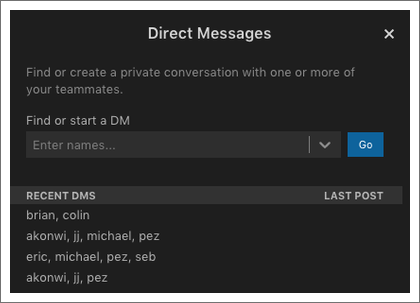 Direct Messages
Find or create a private conversation with one or more of
your teammates.
Find or start a DM
Enter names...
Go
RECENT DMS LAST POST
brian, colin
akonwi, jj, michael, pez
eric, michael, pez, seb
akonwi, jj, pez